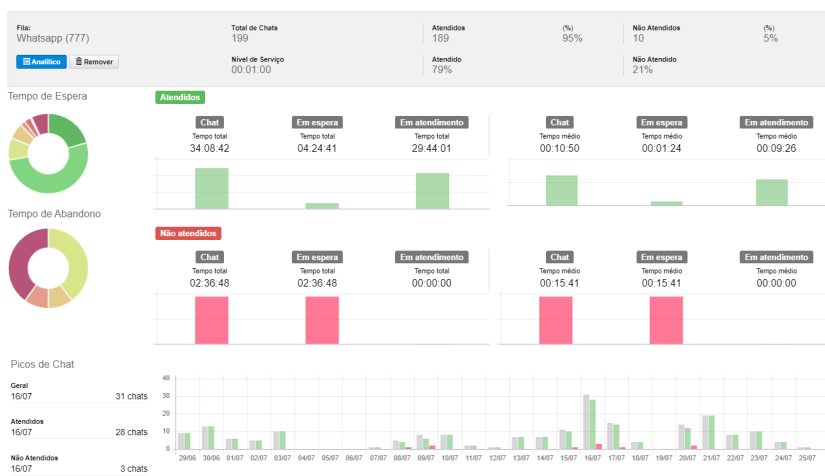 Fila: Total de Chats Atendidos (%) Não Atendidos (%)
Whatsapp (777) 199 189 95% 10 5%
Analítico Remover Nível de Serviço Atendido Não Atendido
00:01:00 79% 21%
Tempo de Espera Atendidos
Chat Em espera Em atendimento Chat Em espera Em atendimento
Tempo total Tempo total Tempo total Tempo médio Tempo médio Tempo médio
34:08:42 04:24:41 29:44:01 00:10:50 00:01:24 00:09:26
Tempo de Abandono
Não atendidos
Chat Em espera Em atendimento Chat Em espera Em atendimento
Tempo total Tempo total Tempo total Tempo médio Tempo médio Tempo médio
02:36:48 02:36:48 00:00:00 00:15:41 00:15:41 00:00:00
Picos de Chat
Geral
16/07 31 chats
Atendidos
16/07 28 chats
Não Atendidos
16/07 3 chats
40
30
20
10
0
29/06 30/06 01/07 02/07 03/07 04/07 05/07 06/07 07/07 08/07 09/07 10/07 11/07 12/07 13/07 14/07 15/07 16/07 17/07 18/07 19/07 20/07 21/07 22/07 23/07 24/07 25/07